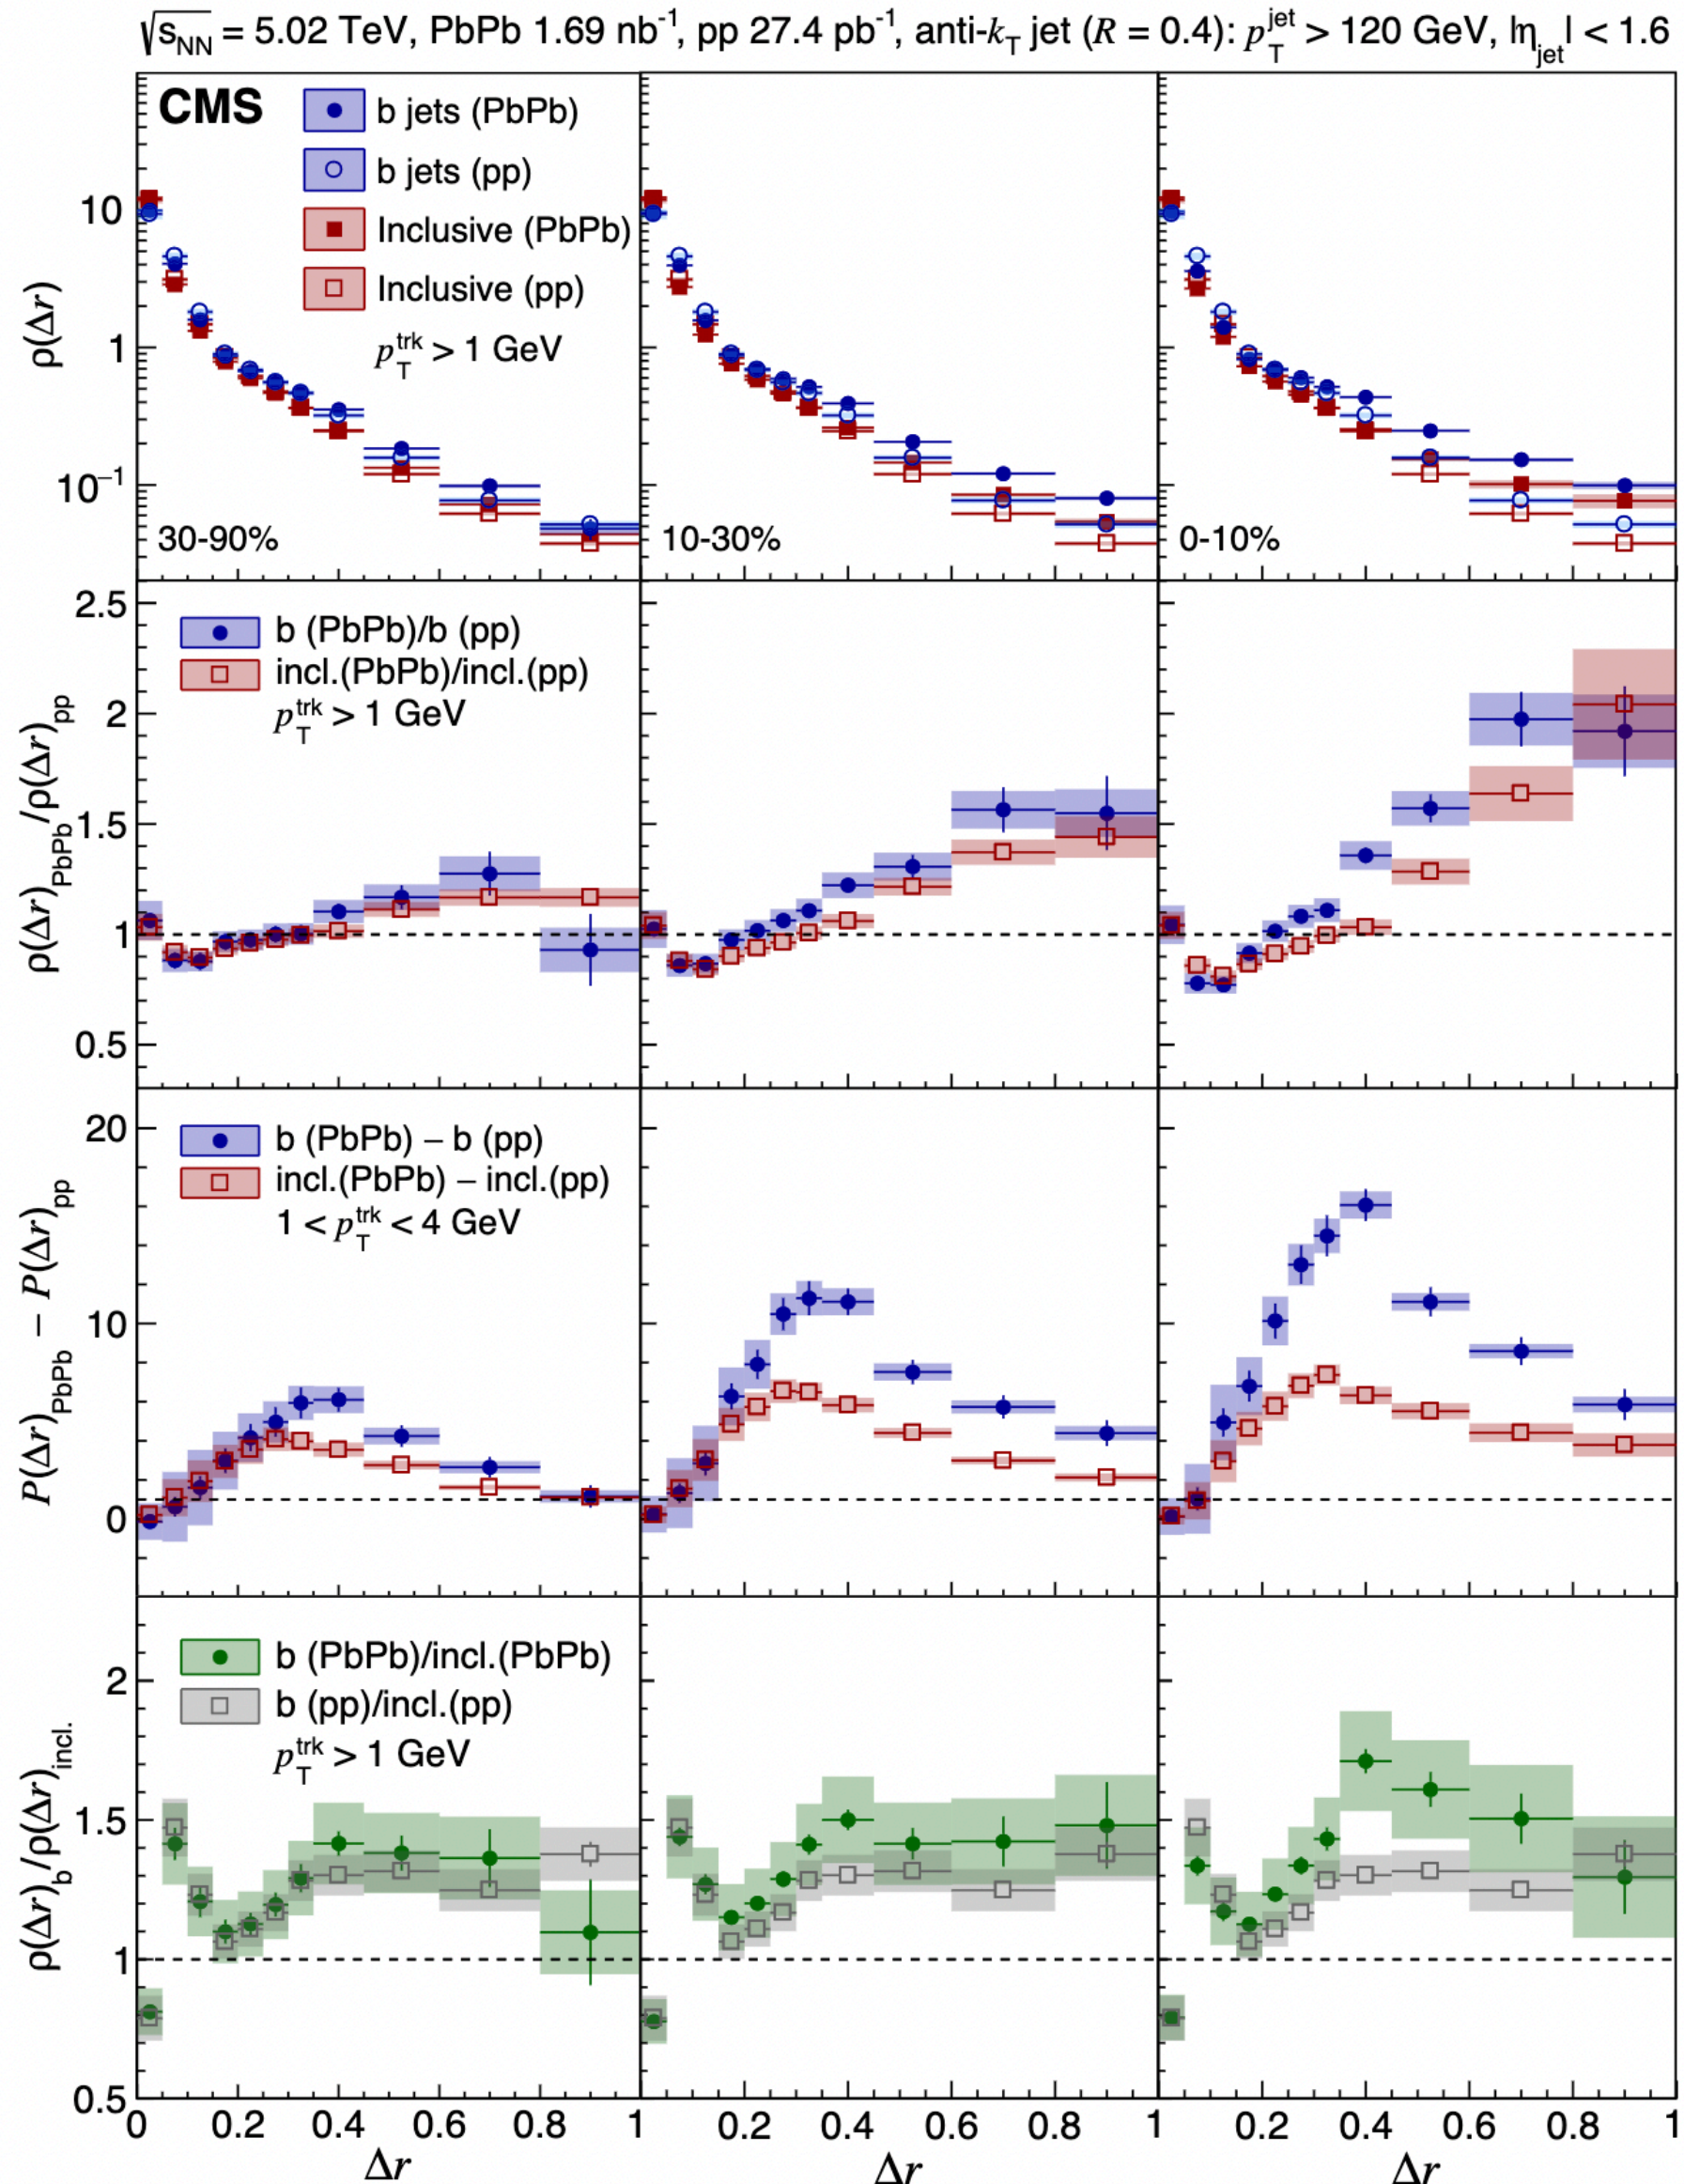 √sNN = 5.02 TeV, PbPb 1.69 nb⁻¹, pp 27.4 pb⁻¹, anti-kT jet (R = 0.4): pTjet > 120 GeV, |ηjet| < 1.6
CMS
b jets (PbPb)
b jets (pp)
Inclusive (PbPb)
Inclusive (pp)
pTtrk > 1 GeV
ρ(Δr)
10
1
10⁻¹
30-90%
10-30%
0-10%
b (PbPb)/b (pp)
incl.(PbPb)/incl.(pp)
pTtrk > 1 GeV
ρ(Δr)PbPb/ρ(Δr)pp
2.5
2
1.5
1
0.5
b (PbPb) – b (pp)
incl.(PbPb) – incl.(pp)
1 < pTtrk < 4 GeV
P(Δr)PbPb – P(Δr)pp
20
10
0
b (PbPb)/incl.(PbPb)
b (pp)/incl.(pp)
pTtrk > 1 GeV
ρ(Δr)b/ρ(Δr)incl.
2
1.5
1
0.5
0 0.2 0.4 0.6 0.8 1
0.2 0.4 0.6 0.8 1
0.2 0.4 0.6 0.8 1
Δr
Δr
Δr